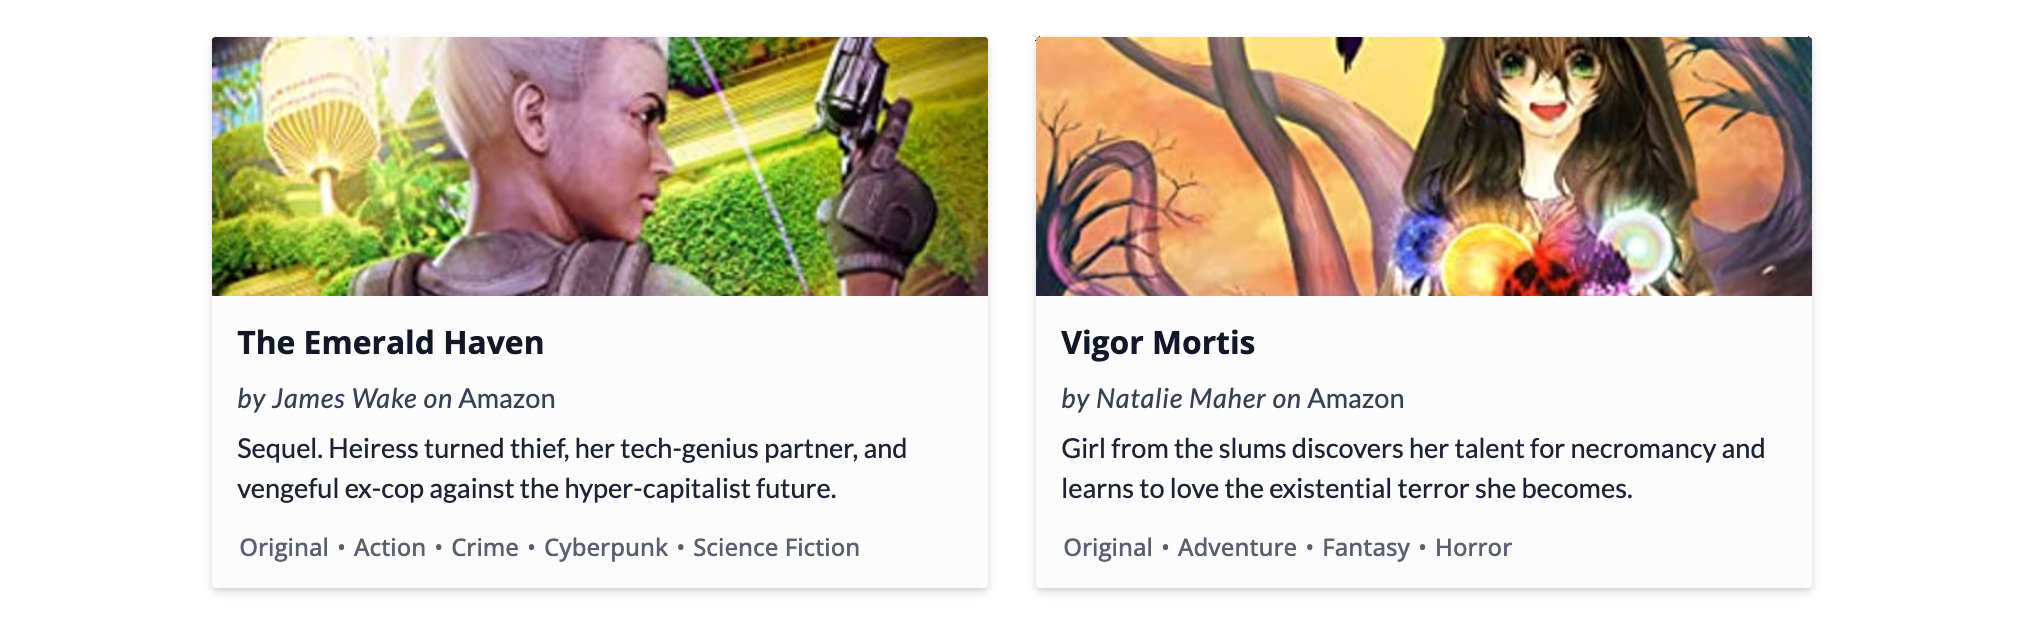 The Emerald Haven
by James Wake on Amazon
Sequel. Heiress turned thief, her tech-genius partner, and
vengeful ex-cop against the hyper-capitalist future.
Original • Action • Crime • Cyberpunk • Science Fiction
Vigor Mortis
by Natalie Maher on Amazon
Girl from the slums discovers her talent for necromancy and
learns to love the existential terror she becomes.
Original • Adventure • Fantasy • Horror